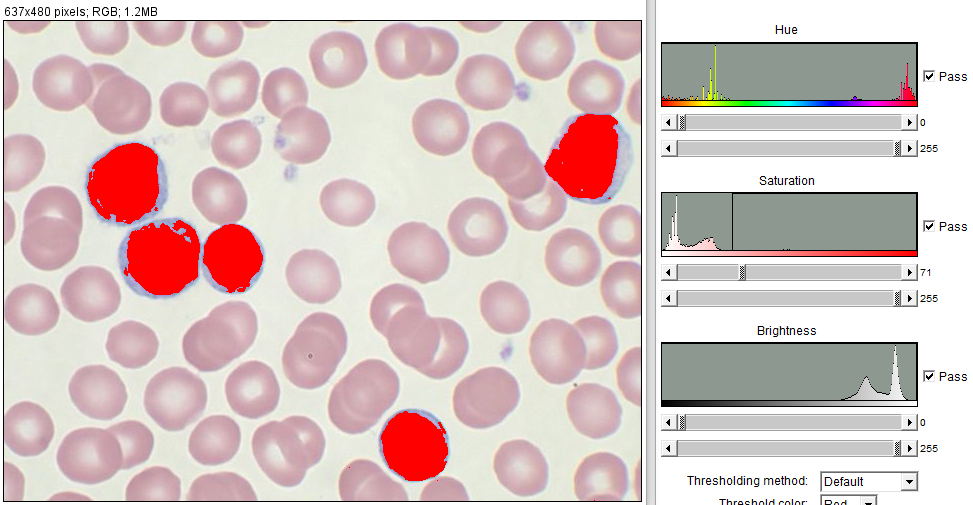 637x480 pixels; RGB; 1.2MB
Hue
Pass
0
255
Saturation
Pass
71
255
Brightness
Pass
0
255
Thresholding method: Default
Threshold color: Red